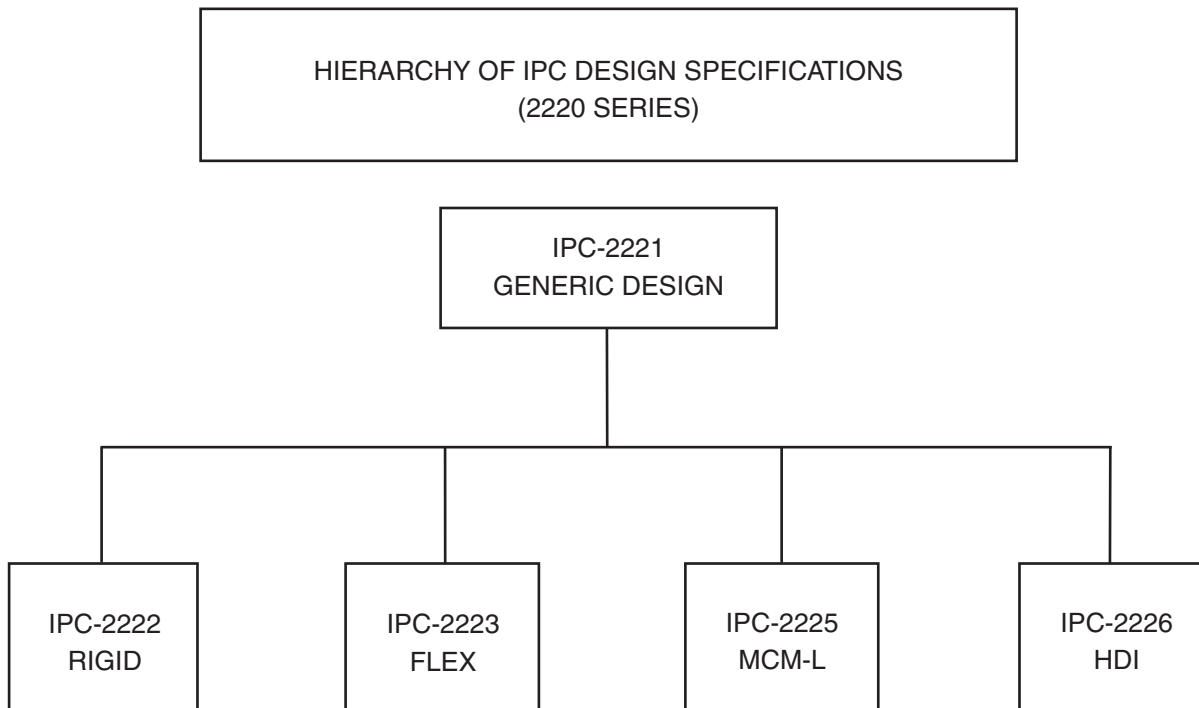 HIERARCHY OF IPC DESIGN SPECIFICATIONS
(2220 SERIES)
IPC-2221
GENERIC DESIGN
IPC-2222
RIGID
IPC-2223
FLEX
IPC-2225
MCM-L
IPC-2226
HDI